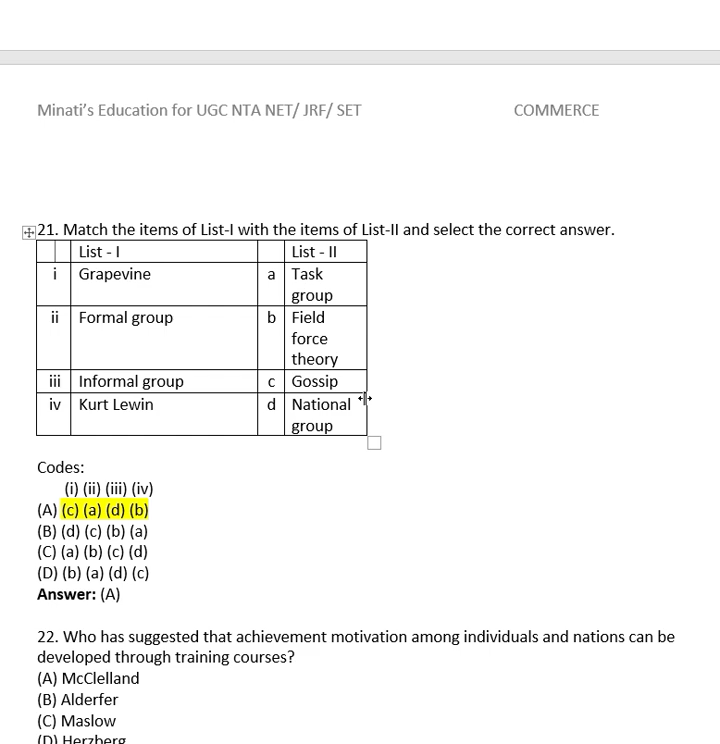 Minati's Education for UGC NTA NET/ JRF/ SET COMMERCE
21. Match the items of List-I with the items of List-II and select the correct answer.
List - I List - II
i Grapevine a Task
group
ii Formal group b Field
force
theory
iii Informal group c Gossip
iv Kurt Lewin d National
group
Codes:
(i) (ii) (iii) (iv)
(A) (c) (a) (d) (b)
(B) (d) (c) (b) (a)
(C) (a) (b) (c) (d)
(D) (b) (a) (d) (c)
Answer: (A)
22. Who has suggested that achievement motivation among individuals and nations can be
developed through training courses?
(A) McClelland
(B) Alderfer
(C) Maslow
(D) Herzberg